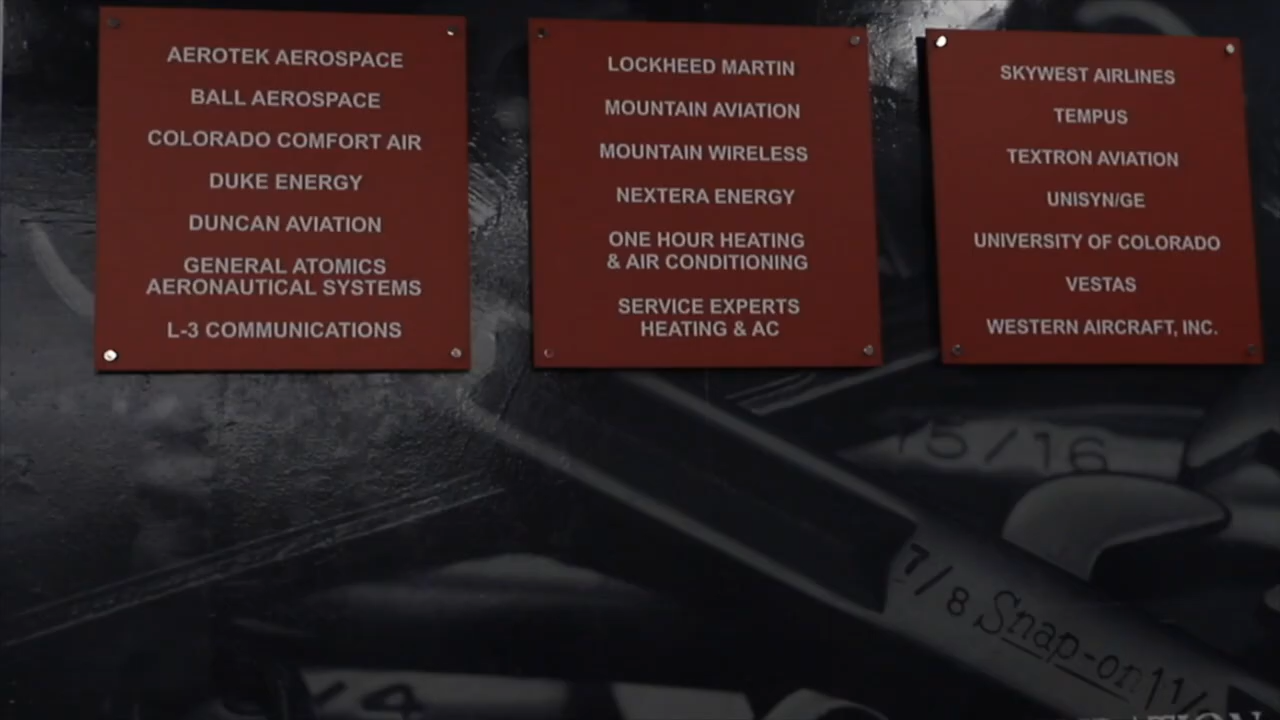 AEROTEK AEROSPACE
BALL AEROSPACE
COLORADO COMFORT AIR
DUKE ENERGY
DUNCAN AVIATION
GENERAL ATOMICS
AERONAUTICAL SYSTEMS
L-3 COMMUNICATIONS
LOCKHEED MARTIN
MOUNTAIN AVIATION
MOUNTAIN WIRELESS
NEXTERA ENERGY
ONE HOUR HEATING
& AIR CONDITIONING
SERVICE EXPERTS
HEATING & AC
SKYWEST AIRLINES
TEMPUS
TEXTRON AVIATION
UNISYN/GE
UNIVERSITY OF COLORADO
VESTAS
WESTERN AIRCRAFT, INC.
15/16
7/8 Snap-on